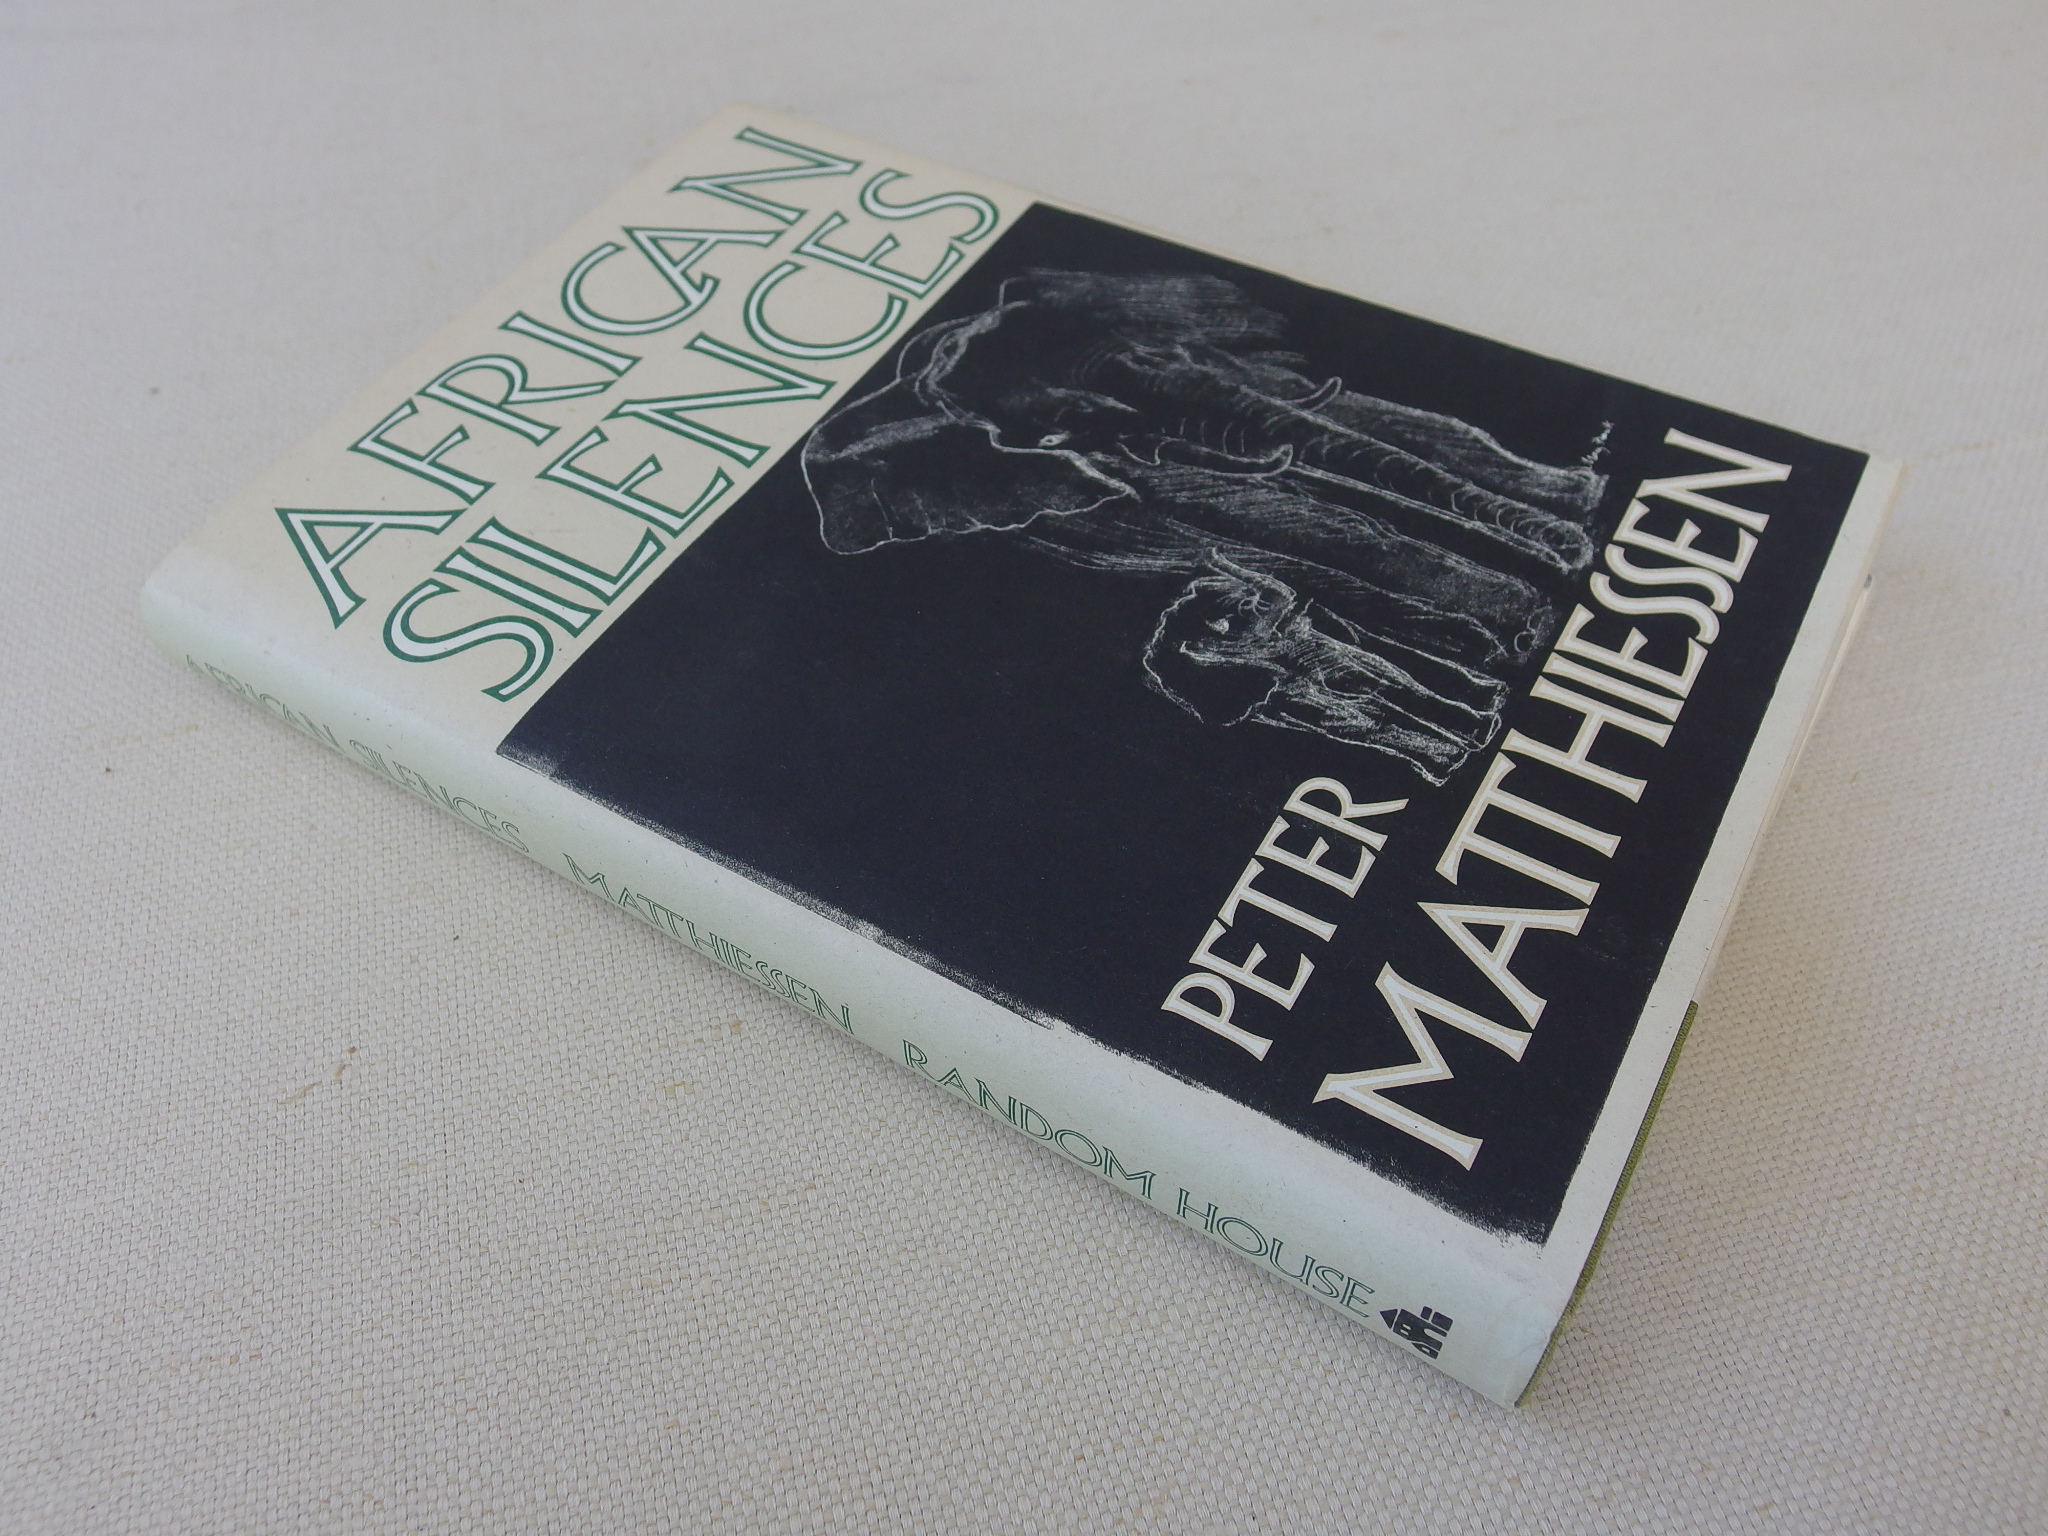 AFRICAN
SILENCES
PETER
MATTHIESSEN
AFRICAN SILENCES MATTHIESSEN RANDOM HOUSE